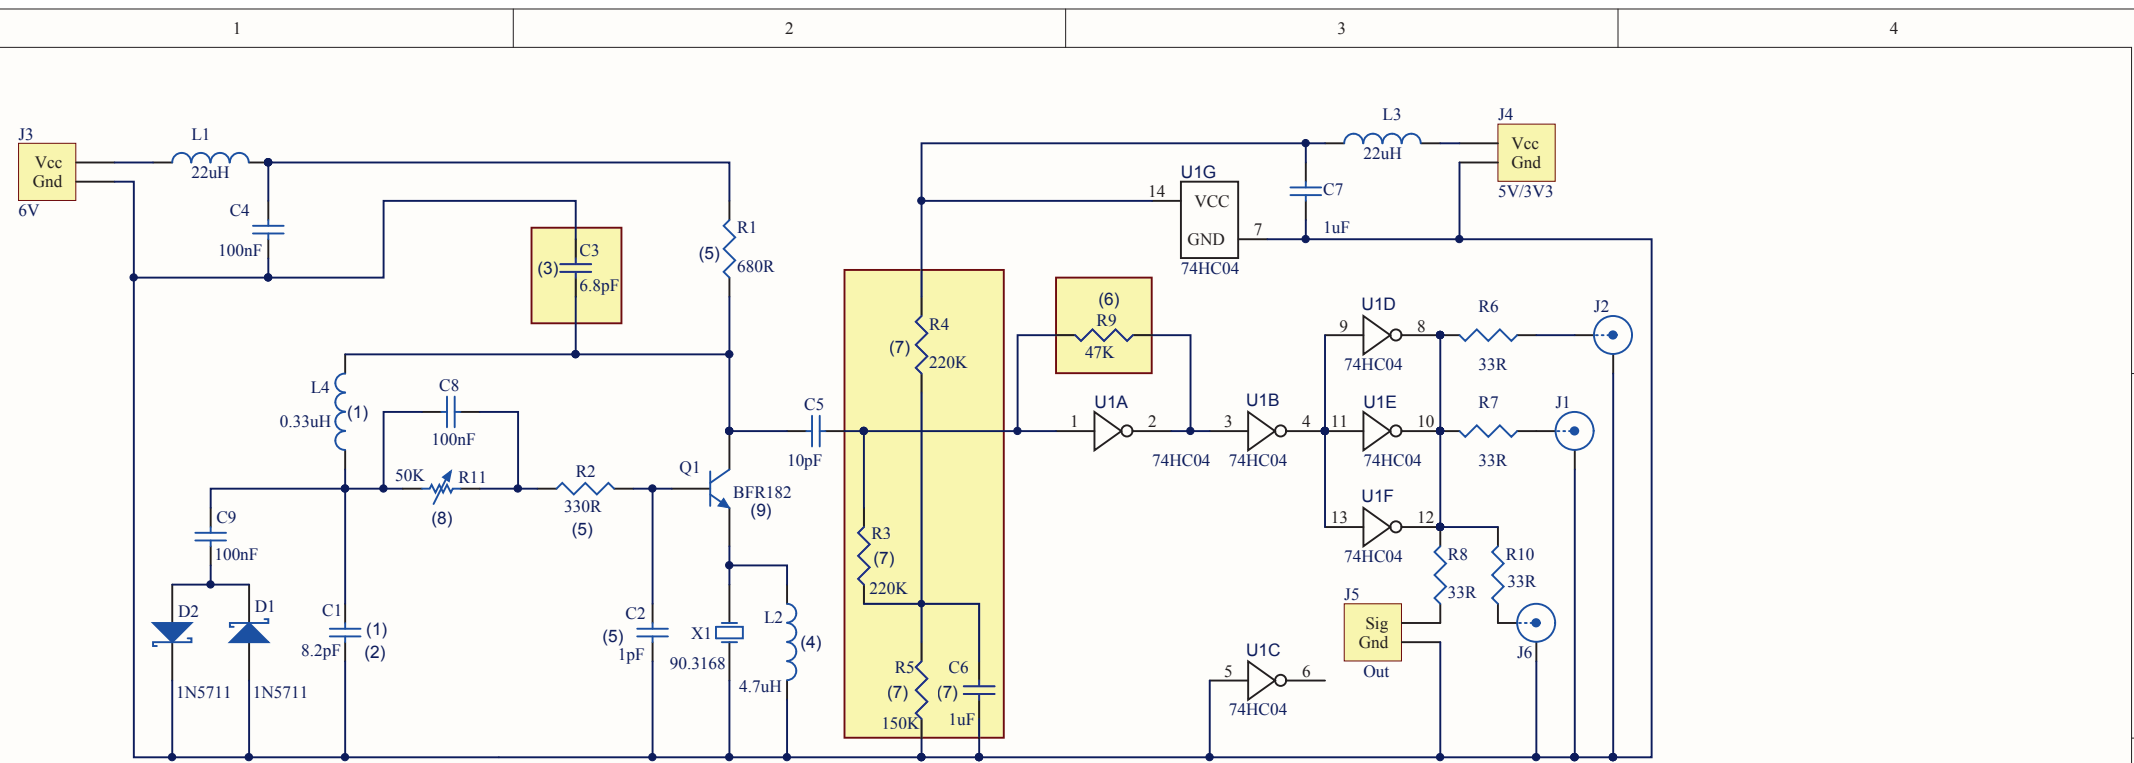 1 2 3 4
J3
Vcc
Gnd
6V
L1
22uH
C4
100nF
C3
(3)
6.8pF
R1
(5)
680R
L3
22uH
J4
Vcc
Gnd
5V/3V3
U1G
14
VCC
GND
7
74HC04
C7
1uF
R4
(7)
220K
(6)
R9
47K
U1D
9 8
74HC04
R6
33R
J2
L4
0.33uH
(1)
C8
100nF
50K
R11
(8)
R2
330R
(5)
Q1
BFR182
(9)
C5
10pF
U1A
1 2
74HC04
U1B
3 4
74HC04
U1E
11 10
74HC04
R7
33R
J1
U1F
13 12
74HC04
C9
100nF
R3
(7)
220K
R8
33R
R10
33R
D2
1N5711
D1
1N5711
C1
(1)
8.2pF
(2)
C2
(5)
1pF
X1
90.3168
L2
(4)
4.7uH
R5
(7)
150K
C6
(7)
1uF
U1C
5 6
74HC04
J5
Sig
Gnd
Out
J6